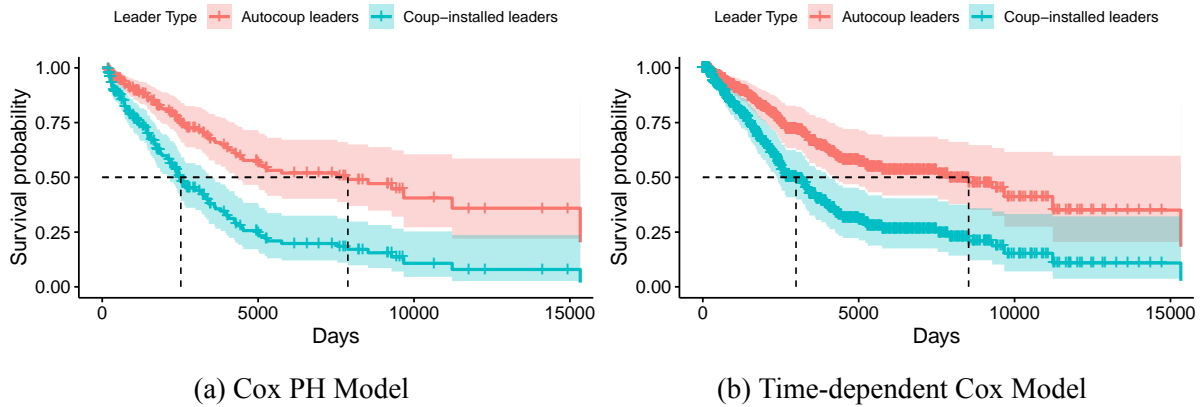 Leader Type Autocoup leaders Coup−installed leaders
Survival probability
1.00
0.75
0.50
0.25
0.00
0 5000 10000 15000
Days
(a) Cox PH Model
Leader Type Autocoup leaders Coup−installed leaders
Survival probability
1.00
0.75
0.50
0.25
0.00
0 5000 10000 15000
Days
(b) Time-dependent Cox Model